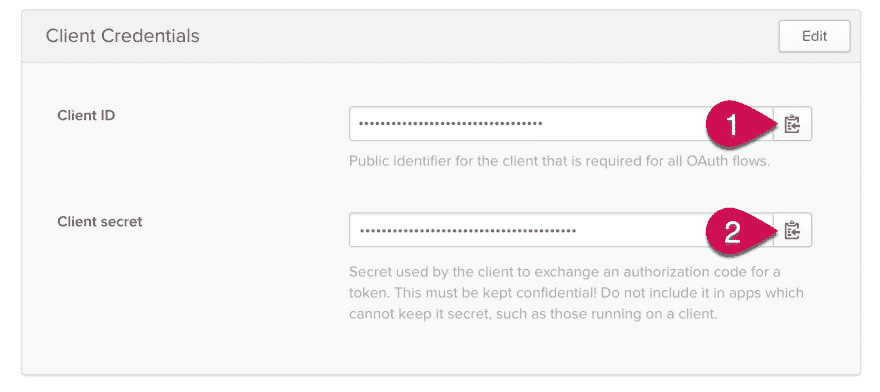 Client Credentials
Edit
Client ID
••••••••••••••••••••••••••••••••••
1
Public identifier for the client that is required for all OAuth flows.
Client secret
••••••••••••••••••••••••••••••••••••••••
2
Secret used by the client to exchange an authorization code for a
token. This must be kept confidential! Do not include it in apps which
cannot keep it secret, such as those running on a client.